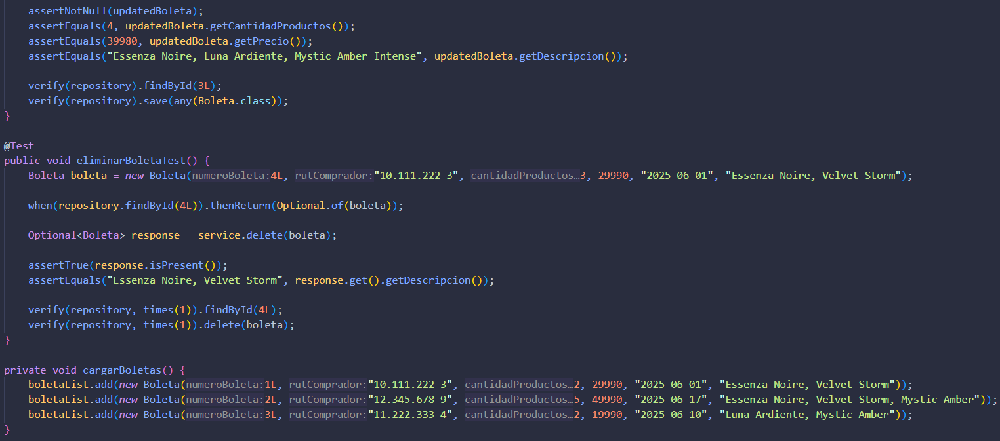 assertNotNull(updatedBoleta);
assertEquals(4, updatedBoleta.getCantidadProductos());
assertEquals(39980, updatedBoleta.getPrecio());
assertEquals("Essenza Noire, Luna Ardiente, Mystic Amber Intense", updatedBoleta.getDescripcion());
verify(repository).findById(3L);
verify(repository).save(any(Boleta.class));
}
@Test
public void eliminarBoletaTest() {
Boleta boleta = new Boleta(numeroBoleta:4L, rutComprador:"10.111.222-3", cantidadProductos…3, 29990, "2025-06-01", "Essenza Noire, Velvet Storm");
when(repository.findById(4L)).thenReturn(Optional.of(boleta));
Optional<Boleta> response = service.delete(boleta);
assertTrue(response.isPresent());
assertEquals("Essenza Noire, Velvet Storm", response.get().getDescripcion());
verify(repository, times(1)).findById(4L);
verify(repository, times(1)).delete(boleta);
}
private void cargarBoletas() {
boletaList.add(new Boleta(numeroBoleta:1L, rutComprador:"10.111.222-3", cantidadProductos…2, 29990, "2025-06-01", "Essenza Noire, Velvet Storm"));
boletaList.add(new Boleta(numeroBoleta:2L, rutComprador:"12.345.678-9", cantidadProductos…5, 49990, "2025-06-17", "Essenza Noire, Velvet Storm, Mystic Amber"));
boletaList.add(new Boleta(numeroBoleta:3L, rutComprador:"11.222.333-4", cantidadProductos…2, 19990, "2025-06-10", "Luna Ardiente, Mystic Amber"));
}